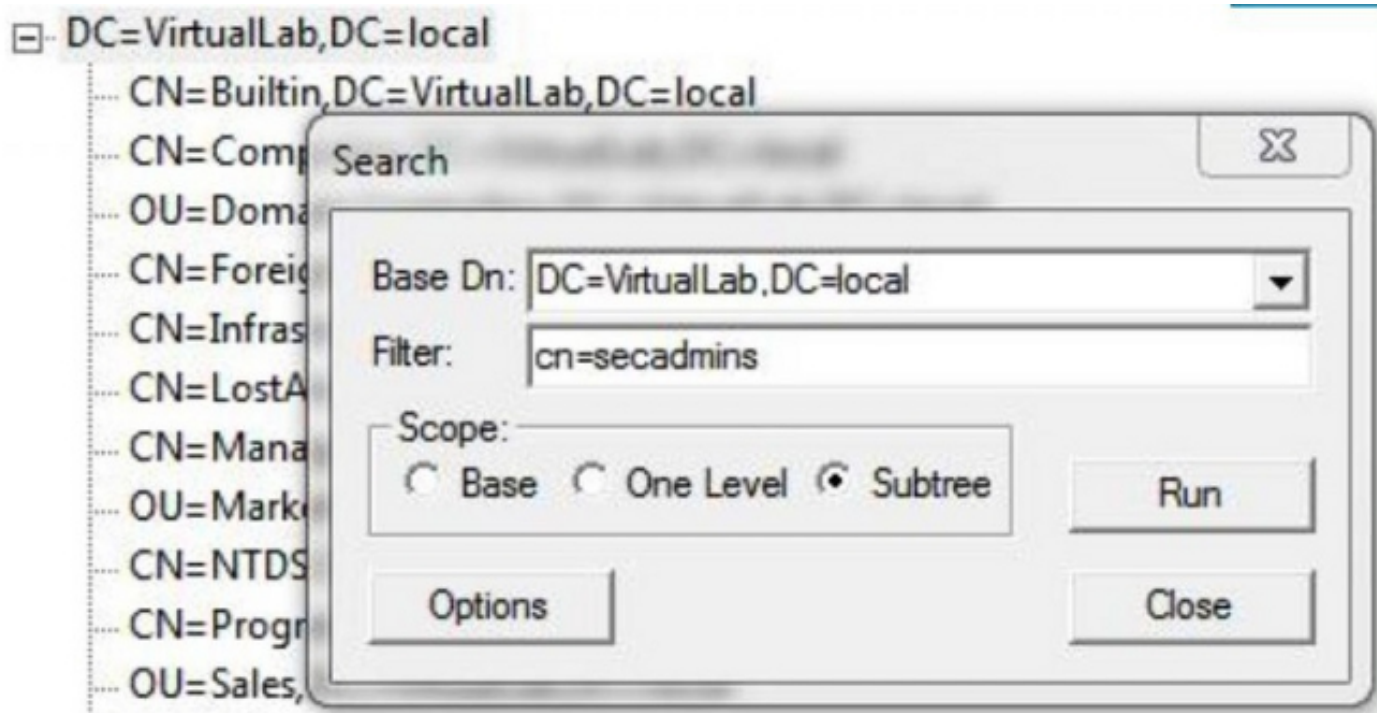 DC=VirtualLab,DC=local
CN=Builtin,DC=VirtualLab,DC=local
CN=Comp
OU=Doma
CN=Foreig
CN=Infras
CN=LostA
CN=Mana
OU=Marke
CN=NTDS
CN=Progr
OU=Sales,
Search
Base Dn: DC=VirtualLab,DC=local
Filter: cn=secadmins
Scope:
Base One Level Subtree
Run
Options
Close